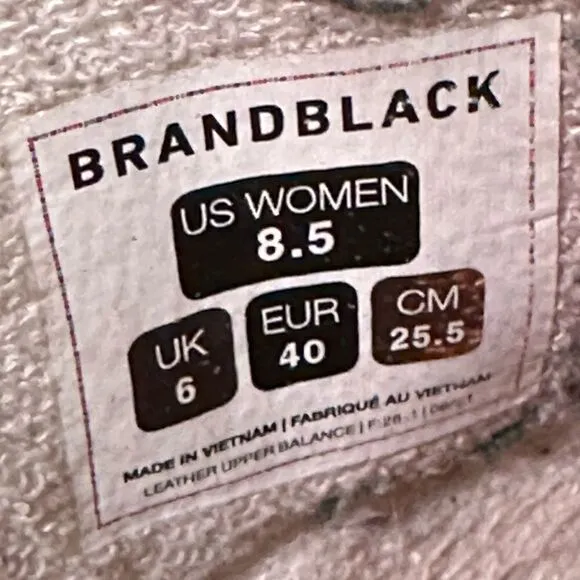 BRANDBLACK
US WOMEN
8.5
UK
6
EUR
40
CM
25.5
MADE IN VIETNAM | FABRIQUÉ AU VIETNAM
LEATHER UPPER BALANCE |